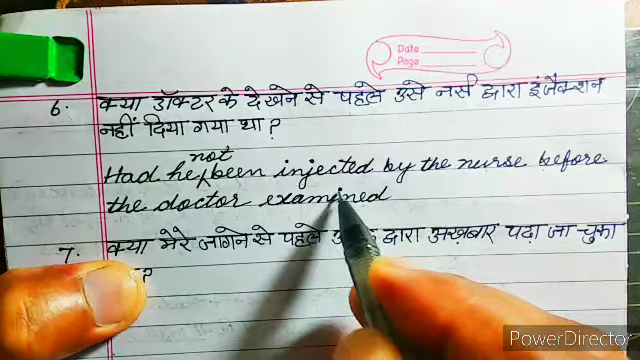 Date
Page
6. क्या डॉक्टर के देखने से पहले उसे नर्स द्वारा इंजैक्शन
नहीं दिया गया था?
not
Had he been injected by the nurse before
the doctor examined
7. क्या मेरे जागने से पहले द्वारा अख़बार पढ़ा जा चुका
?
PowerDirector